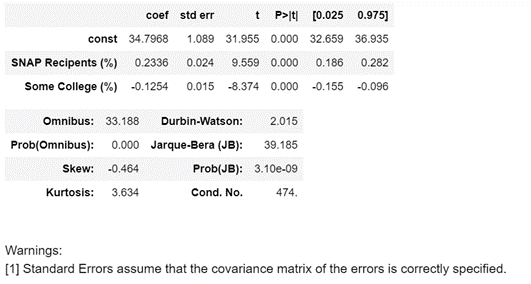 coef std err t P>|t| [0.025 0.975]
const 34.7968 1.089 31.955 0.000 32.659 36.935
SNAP Recipents (%) 0.2336 0.024 9.559 0.000 0.186 0.282
Some College (%) -0.1254 0.015 -8.374 0.000 -0.155 -0.096
Omnibus: 33.188 Durbin-Watson: 2.015
Prob(Omnibus): 0.000 Jarque-Bera (JB): 39.185
Skew: -0.464 Prob(JB): 3.10e-09
Kurtosis: 3.634 Cond. No. 474.
Warnings:
[1] Standard Errors assume that the covariance matrix of the errors is correctly specified.